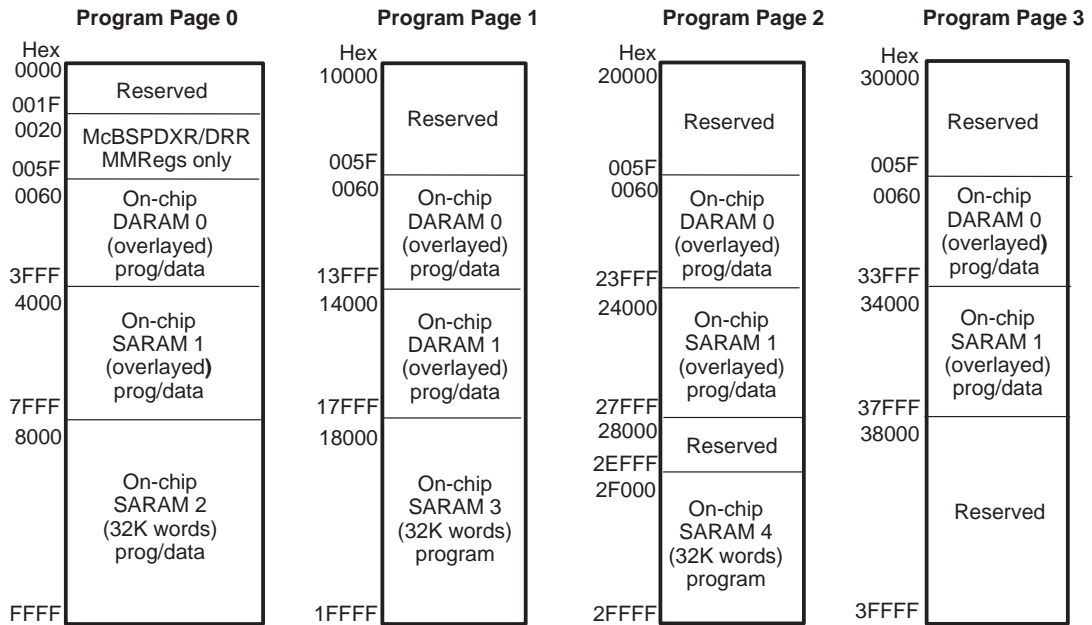 Program Page 0
Hex
0000
Reserved
001F
0020
McBSPDXR/DRR
MMRegs only
005F
0060
On-chip
DARAM 0
(overlayed)
prog/data
3FFF
4000
On-chip
SARAM 1
(overlayed)
prog/data
7FFF
8000
On-chip
SARAM 2
(32K words)
prog/data
FFFF
Program Page 1
Hex
10000
Reserved
005F
0060
On-chip
DARAM 0
(overlayed)
prog/data
13FFF
14000
On-chip
DARAM 1
(overlayed)
prog/data
17FFF
18000
On-chip
SARAM 3
(32K words)
program
1FFFF
Program Page 2
Hex
20000
Reserved
005F
0060
On-chip
DARAM 0
(overlayed)
prog/data
23FFF
24000
On-chip
SARAM 1
(overlayed)
prog/data
27FFF
28000
Reserved
2EFFF
2F000
On-chip
SARAM 4
(32K words)
program
2FFFF
Program Page 3
Hex
30000
Reserved
005F
0060
On-chip
DARAM 0
(overlayed)
prog/data
33FFF
34000
On-chip
SARAM 1
(overlayed)
prog/data
37FFF
38000
Reserved
3FFFF